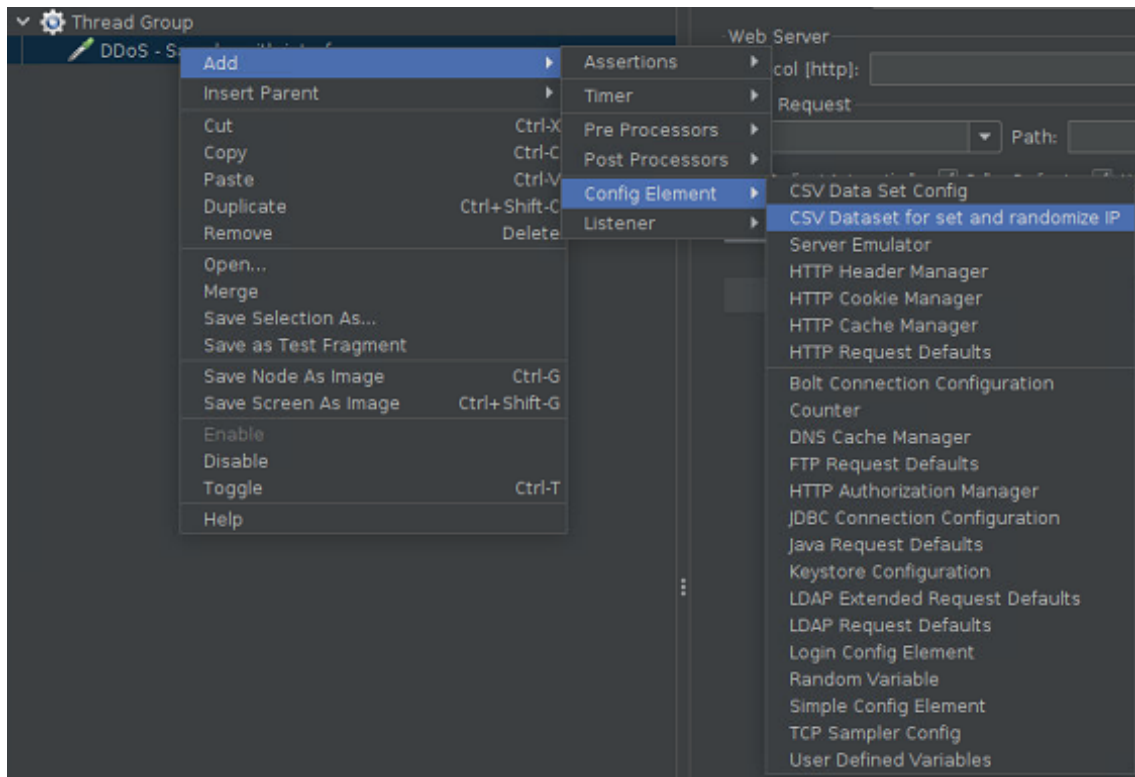 Thread Group
DDoS -
Add
Insert Parent
Cut Ctrl-X
Copy Ctrl-C
Paste Ctrl-V
Duplicate Ctrl+Shift-C
Remove Delete
Open...
Merge
Save Selection As...
Save as Test Fragment
Save Node As Image Ctrl-G
Save Screen As Image Ctrl+Shift-G
Enable
Disable
Toggle Ctrl-T
Help
Assertions
Timer
Pre Processors
Post Processors
Config Element
Listener
Web Server
col [http]:
Request
Path:
CSV Data Set Config
CSV Dataset for set and randomize IP
Server Emulator
HTTP Header Manager
HTTP Cookie Manager
HTTP Cache Manager
HTTP Request Defaults
Bolt Connection Configuration
Counter
DNS Cache Manager
FTP Request Defaults
HTTP Authorization Manager
JDBC Connection Configuration
Java Request Defaults
Keystore Configuration
LDAP Extended Request Defaults
LDAP Request Defaults
Login Config Element
Random Variable
Simple Config Element
TCP Sampler Config
User Defined Variables